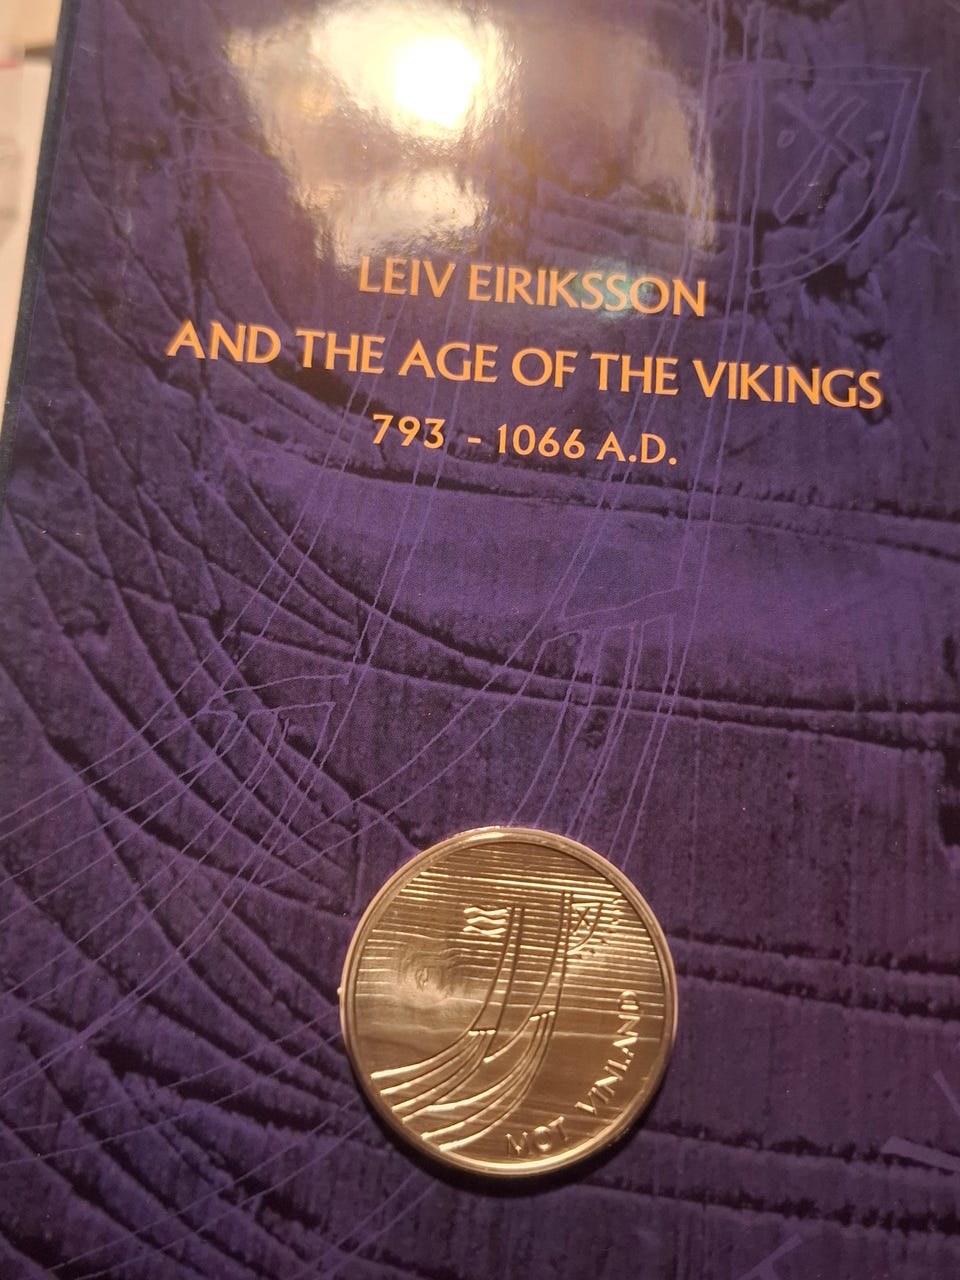 LEIV EIRIKSSON
AND THE AGE OF THE VIKINGS
793 - 1066 A.D.
MOT VINLAND